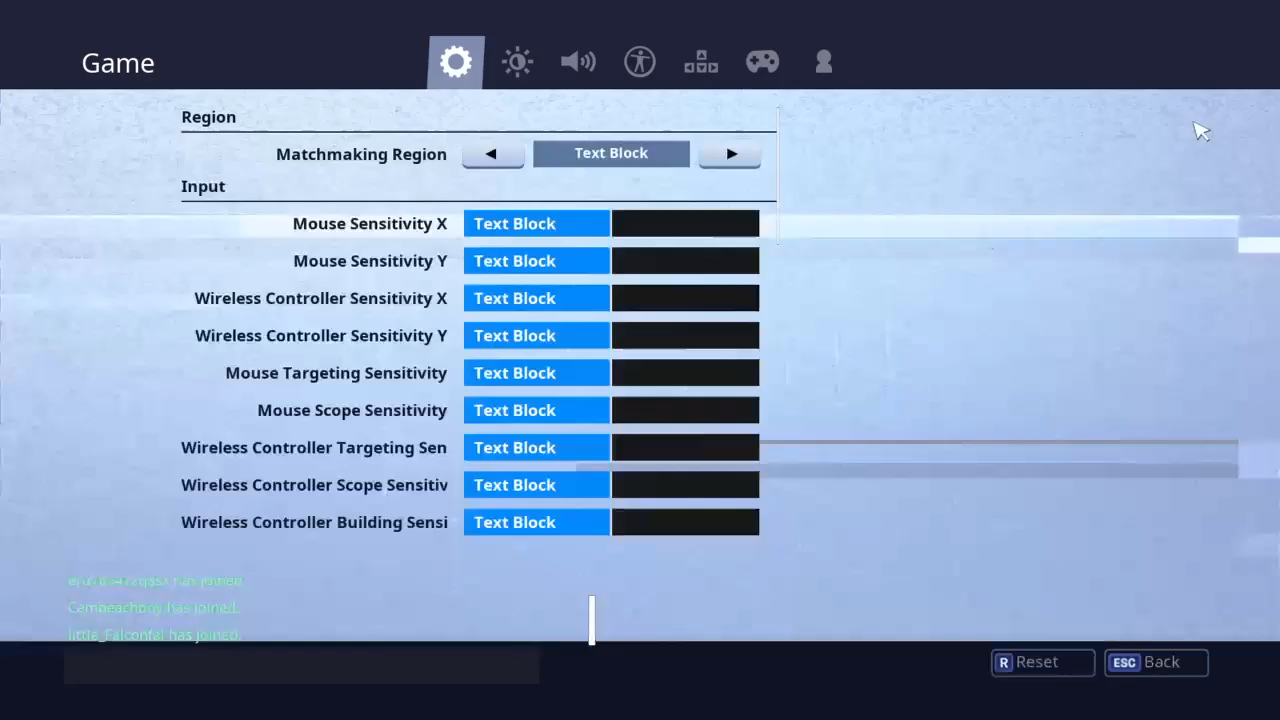 Game
Region
Matchmaking Region Text Block
Input
Mouse Sensitivity X Text Block
Mouse Sensitivity Y Text Block
Wireless Controller Sensitivity X Text Block
Wireless Controller Sensitivity Y Text Block
Mouse Targeting Sensitivity Text Block
Mouse Scope Sensitivity Text Block
Wireless Controller Targeting Sen Text Block
Wireless Controller Scope Sensitiv Text Block
Wireless Controller Building Sensi Text Block
has joined.
Campeachboy has joined.
has joined.
R Reset ESC Back